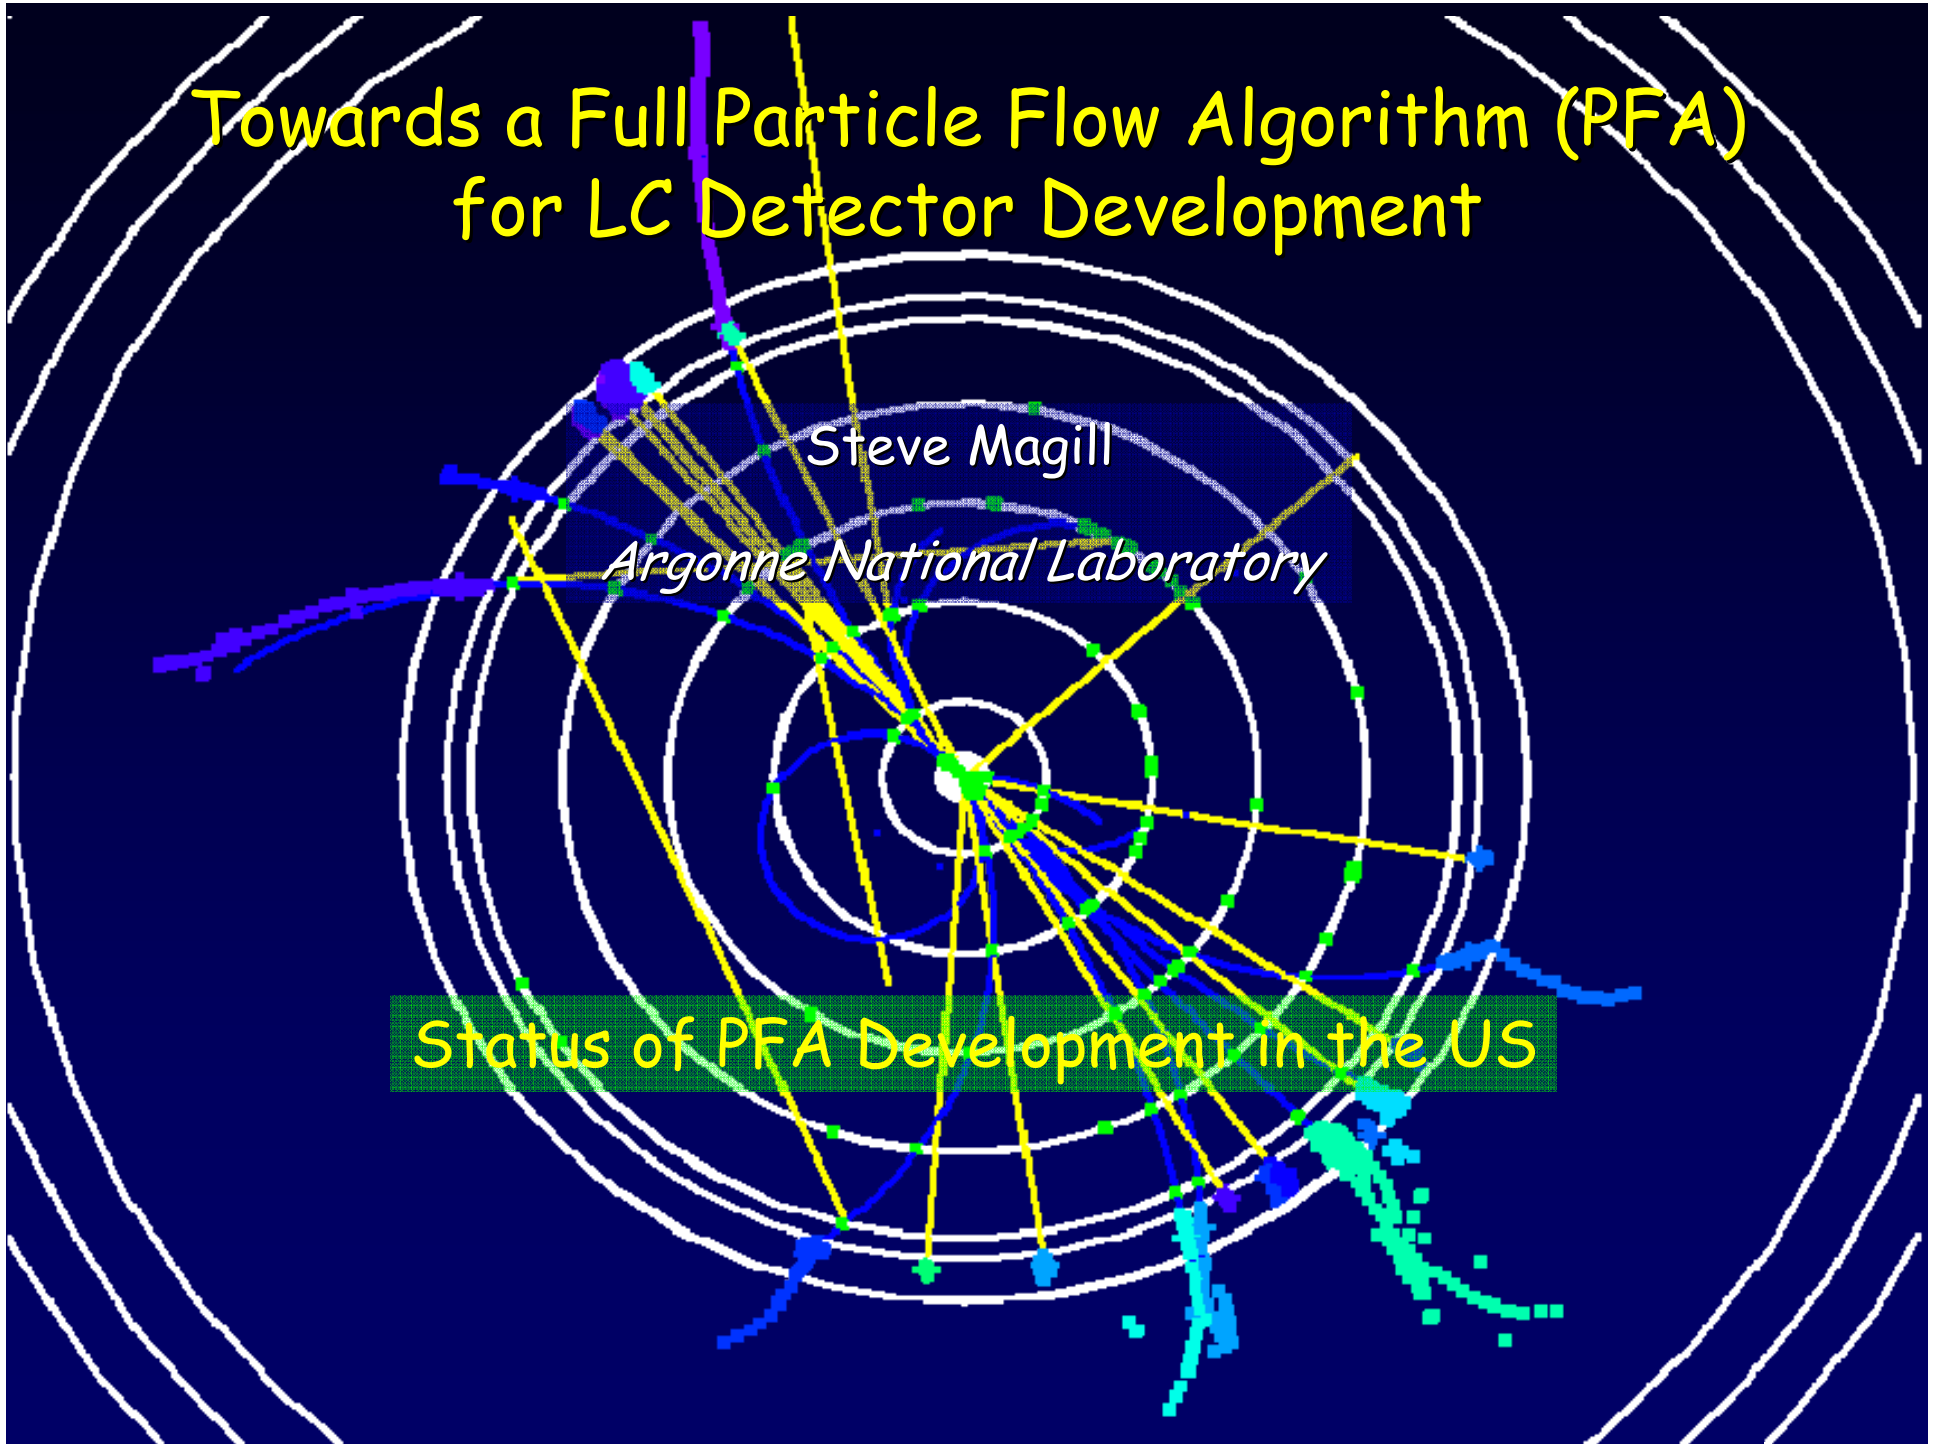 Towards a Full Particle Flow Algorithm (PFA)
for LC Detector Development
Steve Magill
Argonne National Laboratory
Status of PFA Development in the US